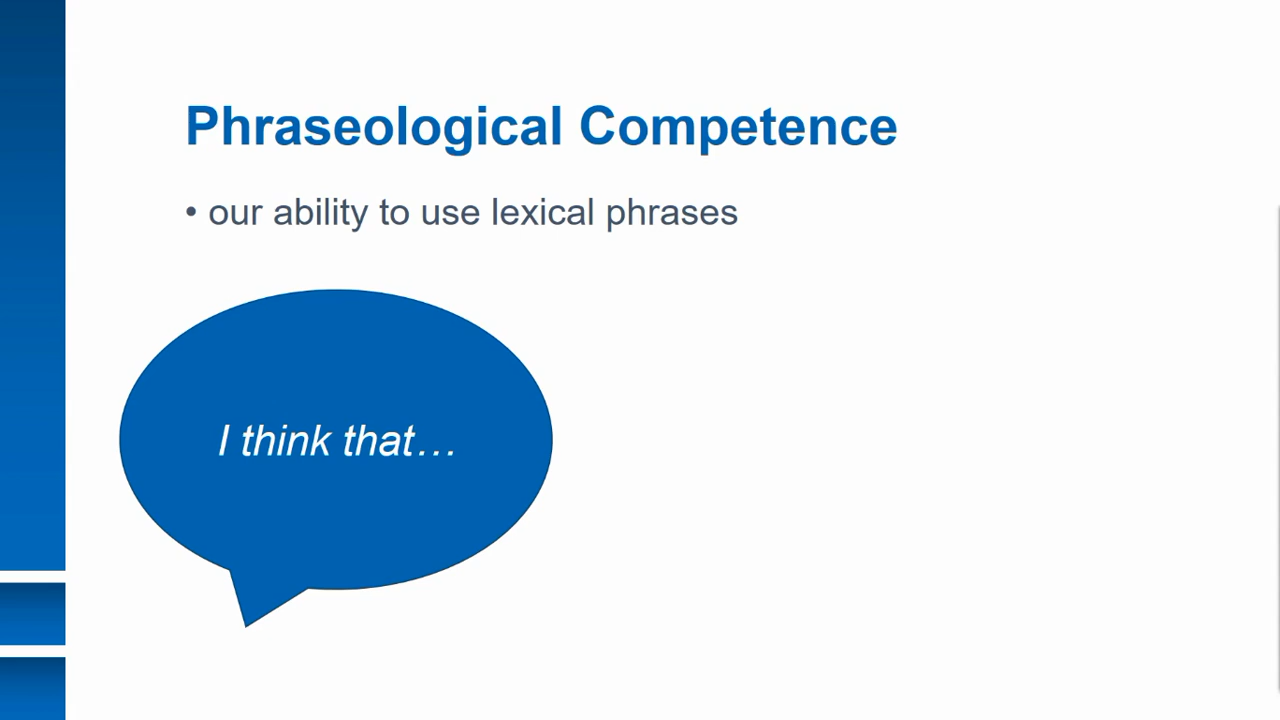 Phraseological Competence
• our ability to use lexical phrases
I think that…